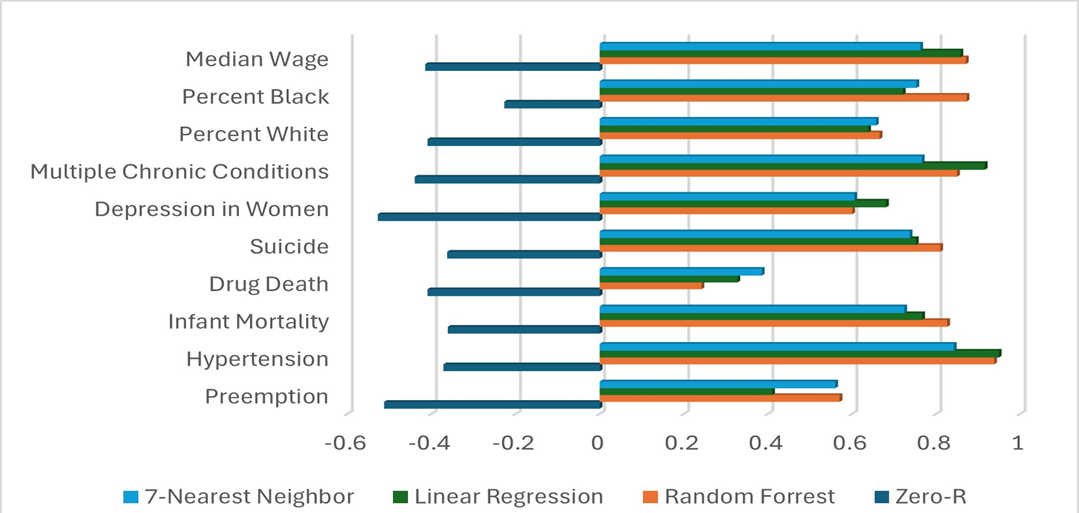 Median Wage
Percent Black
Percent White
Multiple Chronic Conditions
Depression in Women
Suicide
Drug Death
Infant Mortality
Hypertension
Preemption
-0.6 -0.4 -0.2 0 0.2 0.4 0.6 0.8 1
7-Nearest Neighbor Linear Regression Random Forrest Zero-R